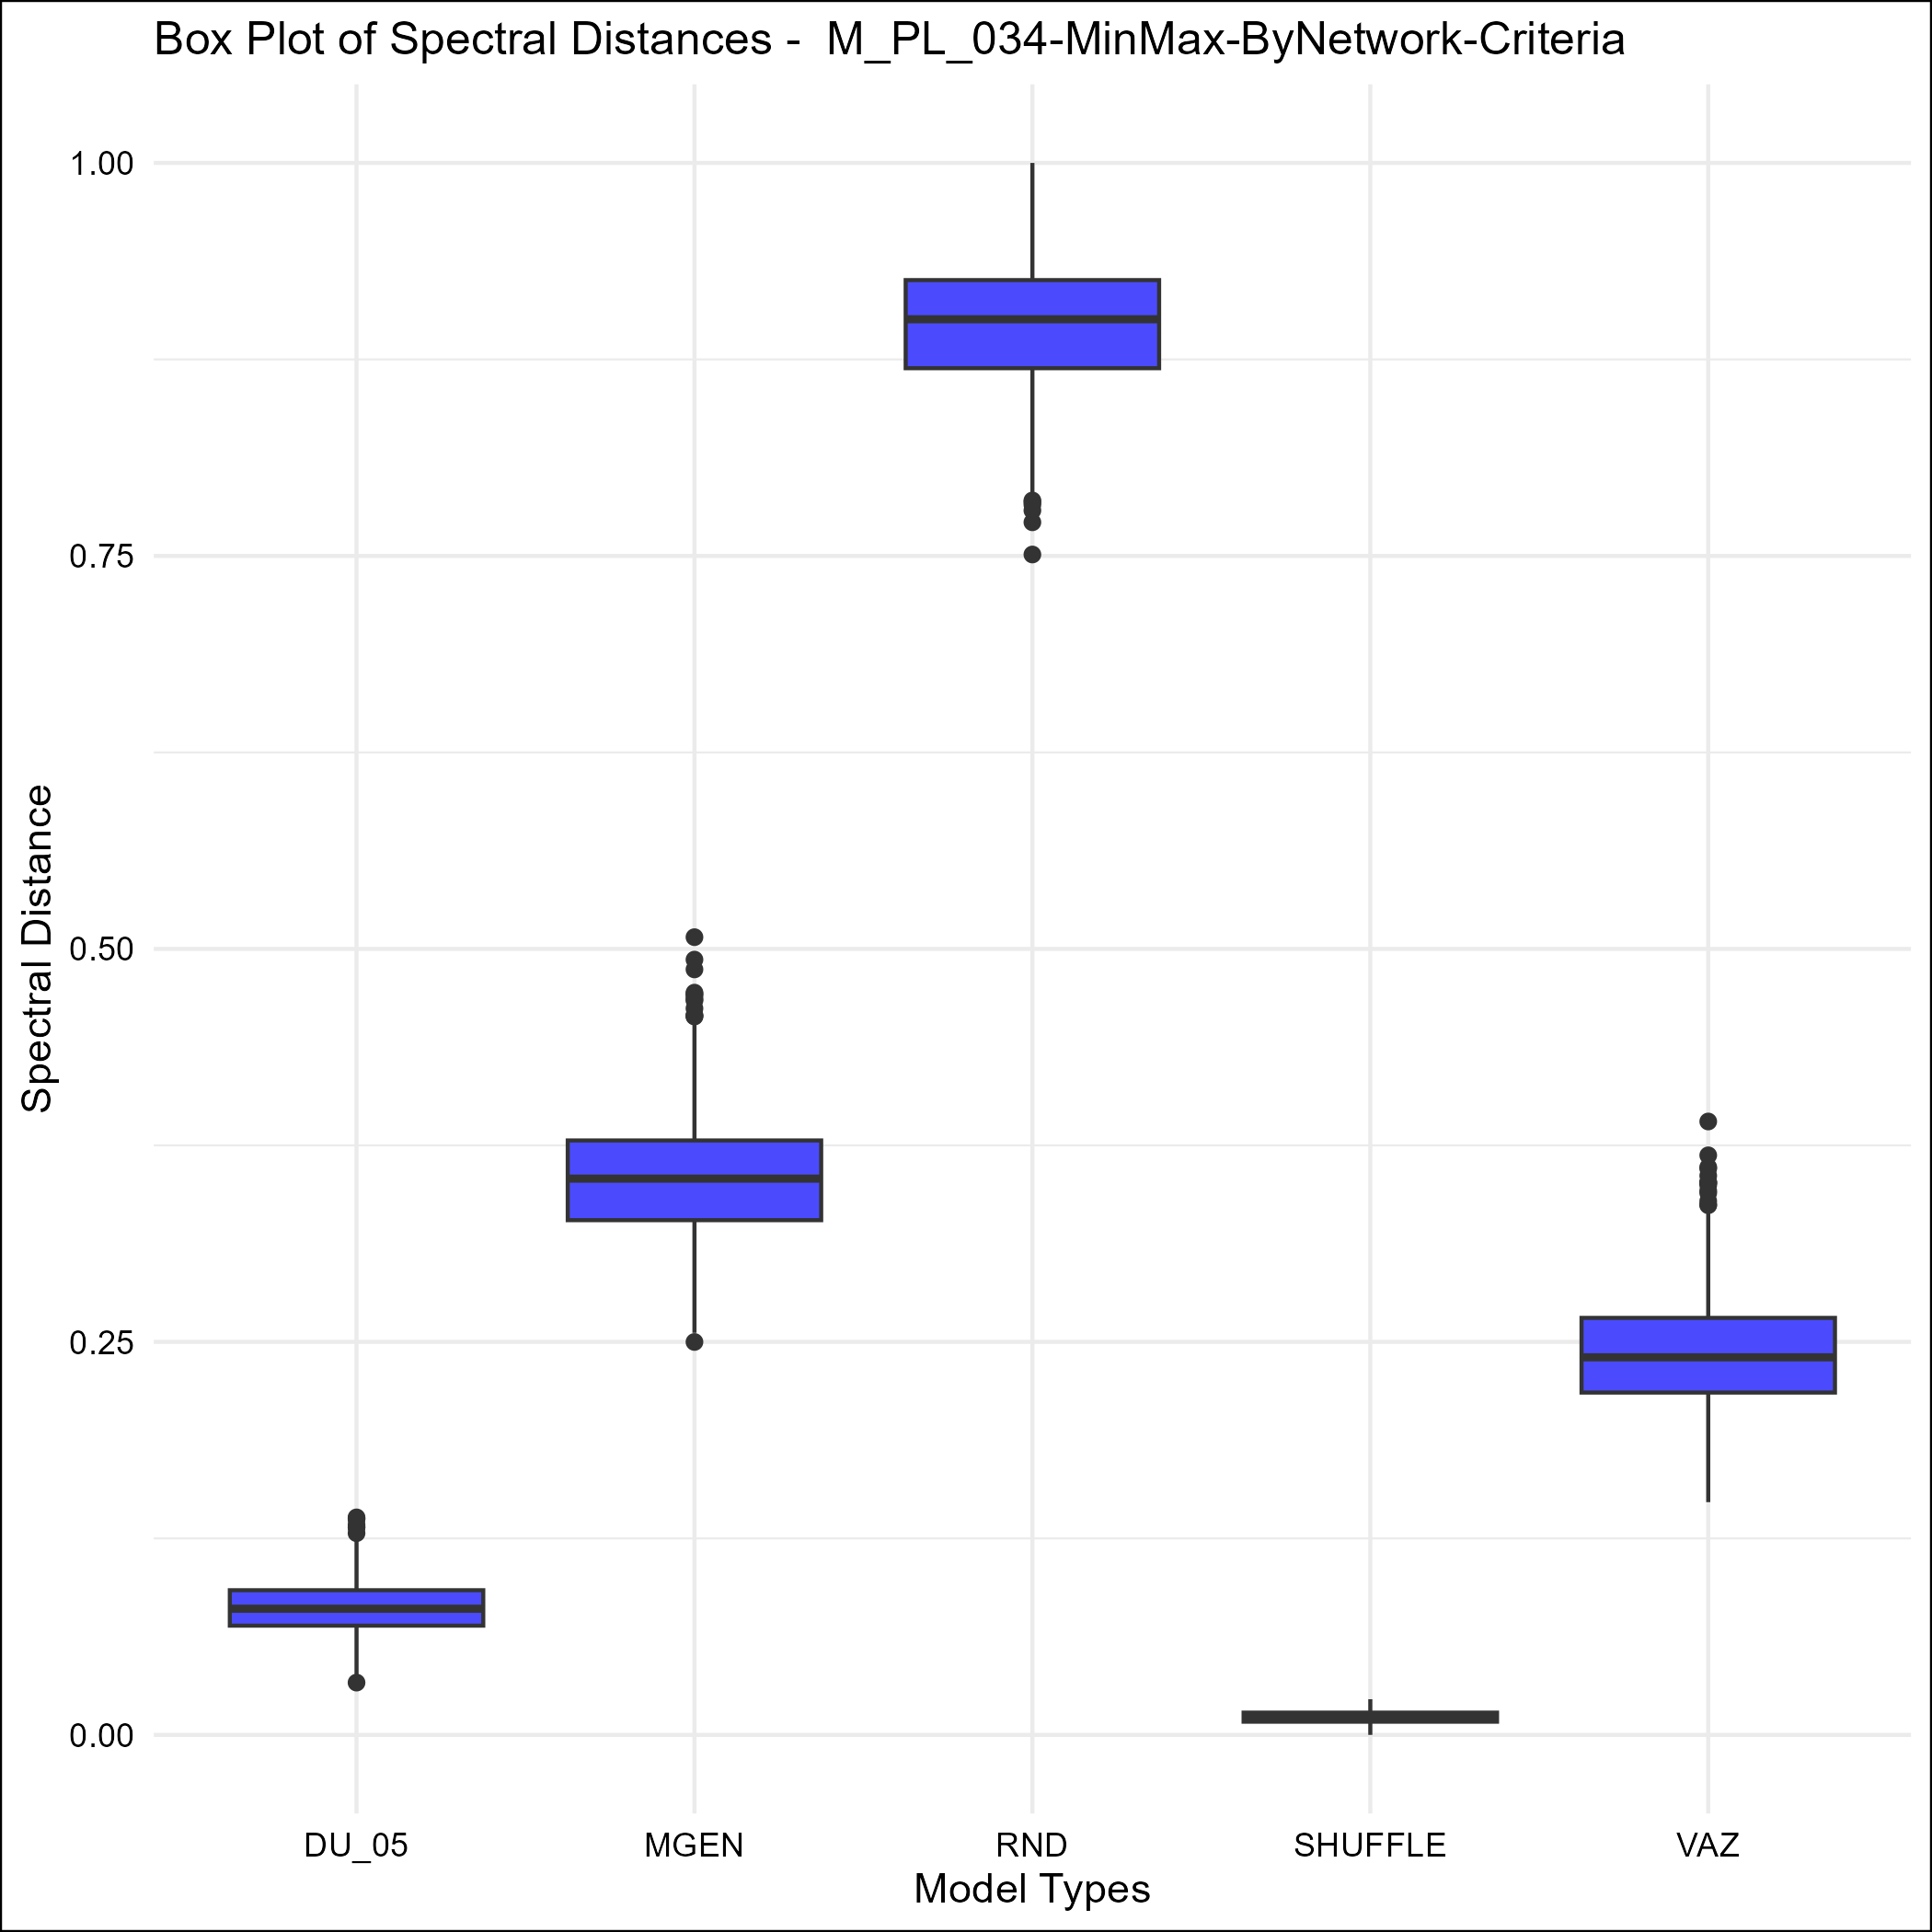 Box Plot of Spectral Distances -  M_PL_034-MinMax-ByNetwork-Criteria
Spectral Distance
1.00
0.75
0.50
0.25
0.00
DU_05 MGEN RND SHUFFLE VAZ
Model Types